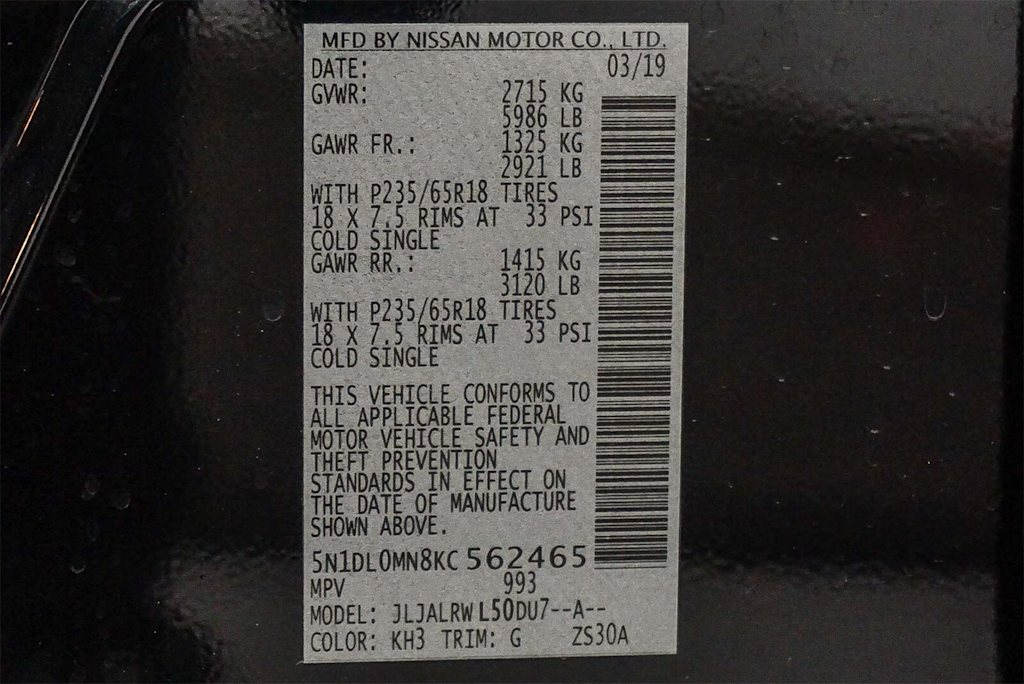 MFD BY NISSAN MOTOR CO., LTD.
DATE: 03/19
GVWR: 2715 KG
5986 LB
GAWR FR.: 1325 KG
2921 LB
WITH P235/65R18 TIRES
18 X 7.5 RIMS AT 33 PSI
COLD SINGLE
GAWR RR.: 1415 KG
3120 LB
WITH P235/65R18 TIRES
18 X 7.5 RIMS AT 33 PSI
COLD SINGLE
THIS VEHICLE CONFORMS TO
ALL APPLICABLE FEDERAL
MOTOR VEHICLE SAFETY AND
THEFT PREVENTION
STANDARDS IN EFFECT ON
THE DATE OF MANUFACTURE
SHOWN ABOVE.
5N1DL0MN8KC 562465
MPV 993
MODEL: JLJALRW L50DU7--A--
COLOR: KH3 TRIM: G ZS30A